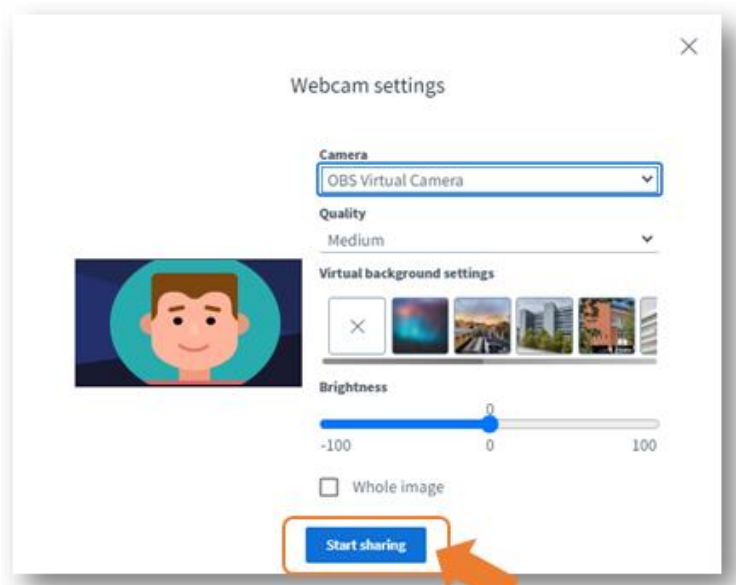 Webcam settings
Camera
OBS Virtual Camera
Quality
Medium
Virtual background settings
Brightness
0
-100 0 100
Whole image
Start sharing